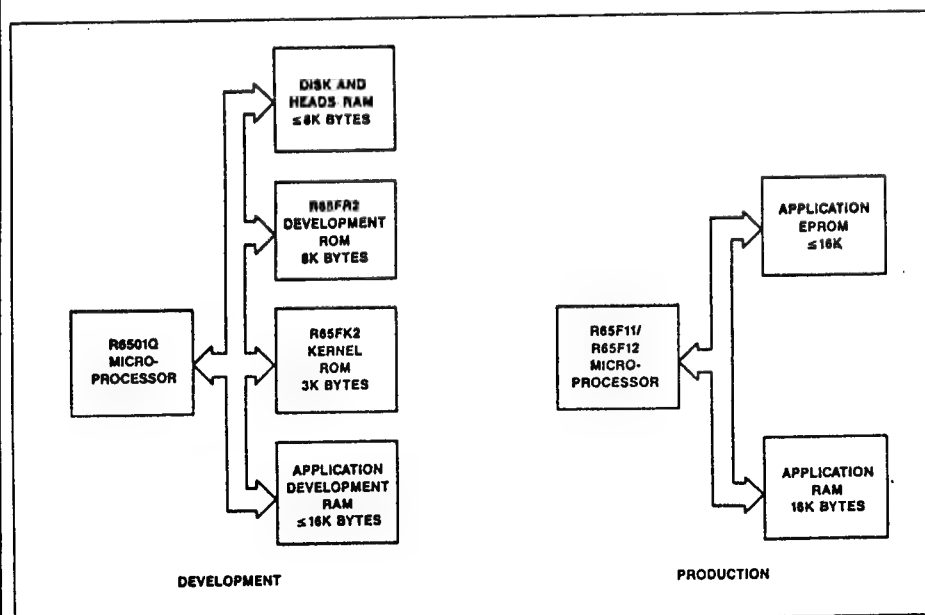 DISK AND
HEADS RAM
≤8K BYTES
R65FR2
DEVELOPMENT
ROM
8K BYTES
R6501Q
MICRO-
PROCESSOR
R65FK2
KERNEL
ROM
3K BYTES
APPLICATION
DEVELOPMENT
RAM
≤16K BYTES
DEVELOPMENT
APPLICATION
EPROM
≤16K
R65F11/
R65F12
MICRO-
PROCESSOR
APPLICATION
RAM
16K BYTES
PRODUCTION